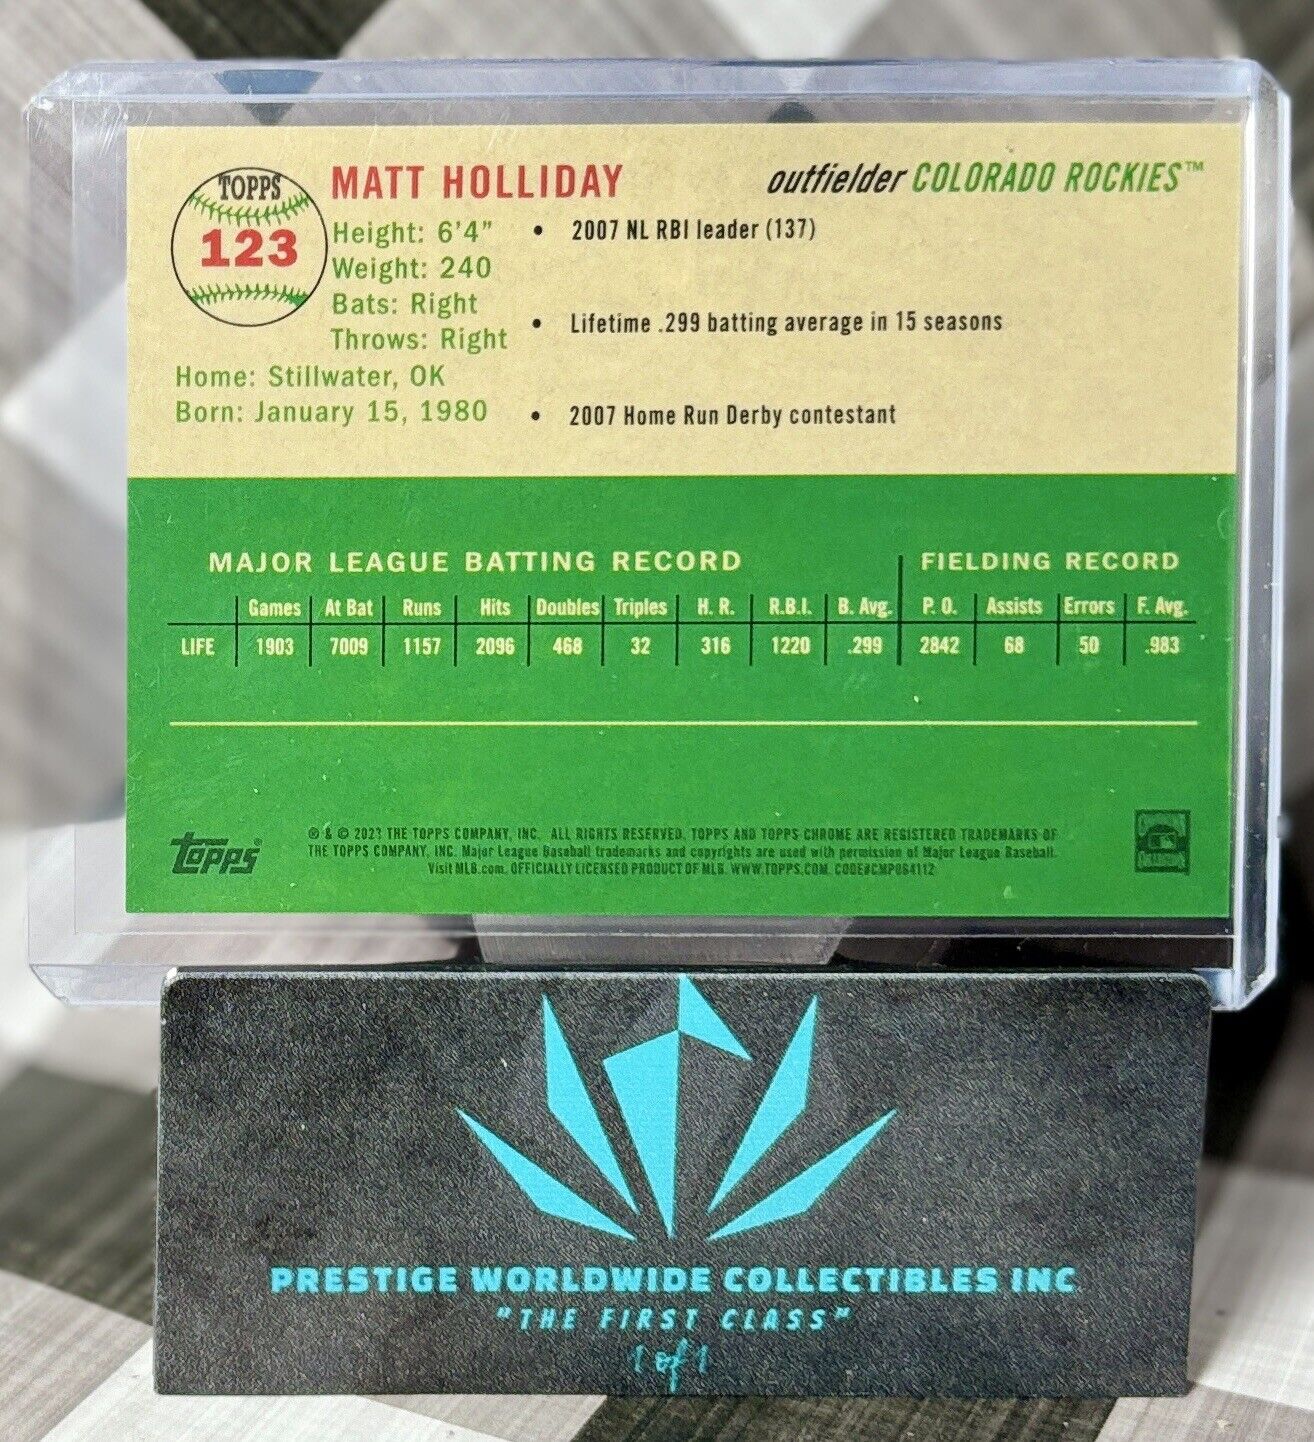 TOPPS
123
MATT HOLLIDAY
outfielder COLORADO ROCKIES™
Height: 6'4"
Weight: 240
Bats: Right
Throws: Right
Home: Stillwater, OK
Born: January 15, 1980
• 2007 NL RBI leader (137)
• Lifetime .299 batting average in 15 seasons
• 2007 Home Run Derby contestant
MAJOR LEAGUE BATTING RECORD FIELDING RECORD
Games At Bat Runs Hits Doubles Triples H. R. R.B.I. B. Avg. P. O. Assists Errors F. Avg.
LIFE 1903 7009 1157 2096 468 32 316 1220 .299 2842 68 50 .983
topps
® & © 2023 THE TOPPS COMPANY, INC. ALL RIGHTS RESERVED. TOPPS AND TOPPS CHROME ARE REGISTERED TRADEMARKS OF
THE TOPPS COMPANY, INC. Major League Baseball trademarks and copyrights are used with permission of Major League Baseball.
Visit MLB.com. OFFICIALLY LICENSED PRODUCT OF MLB. WWW.TOPPS.COM CODE#CMP084112
PRESTIGE WORLDWIDE COLLECTIBLES INC
"THE FIRST CLASS"
1 of 1